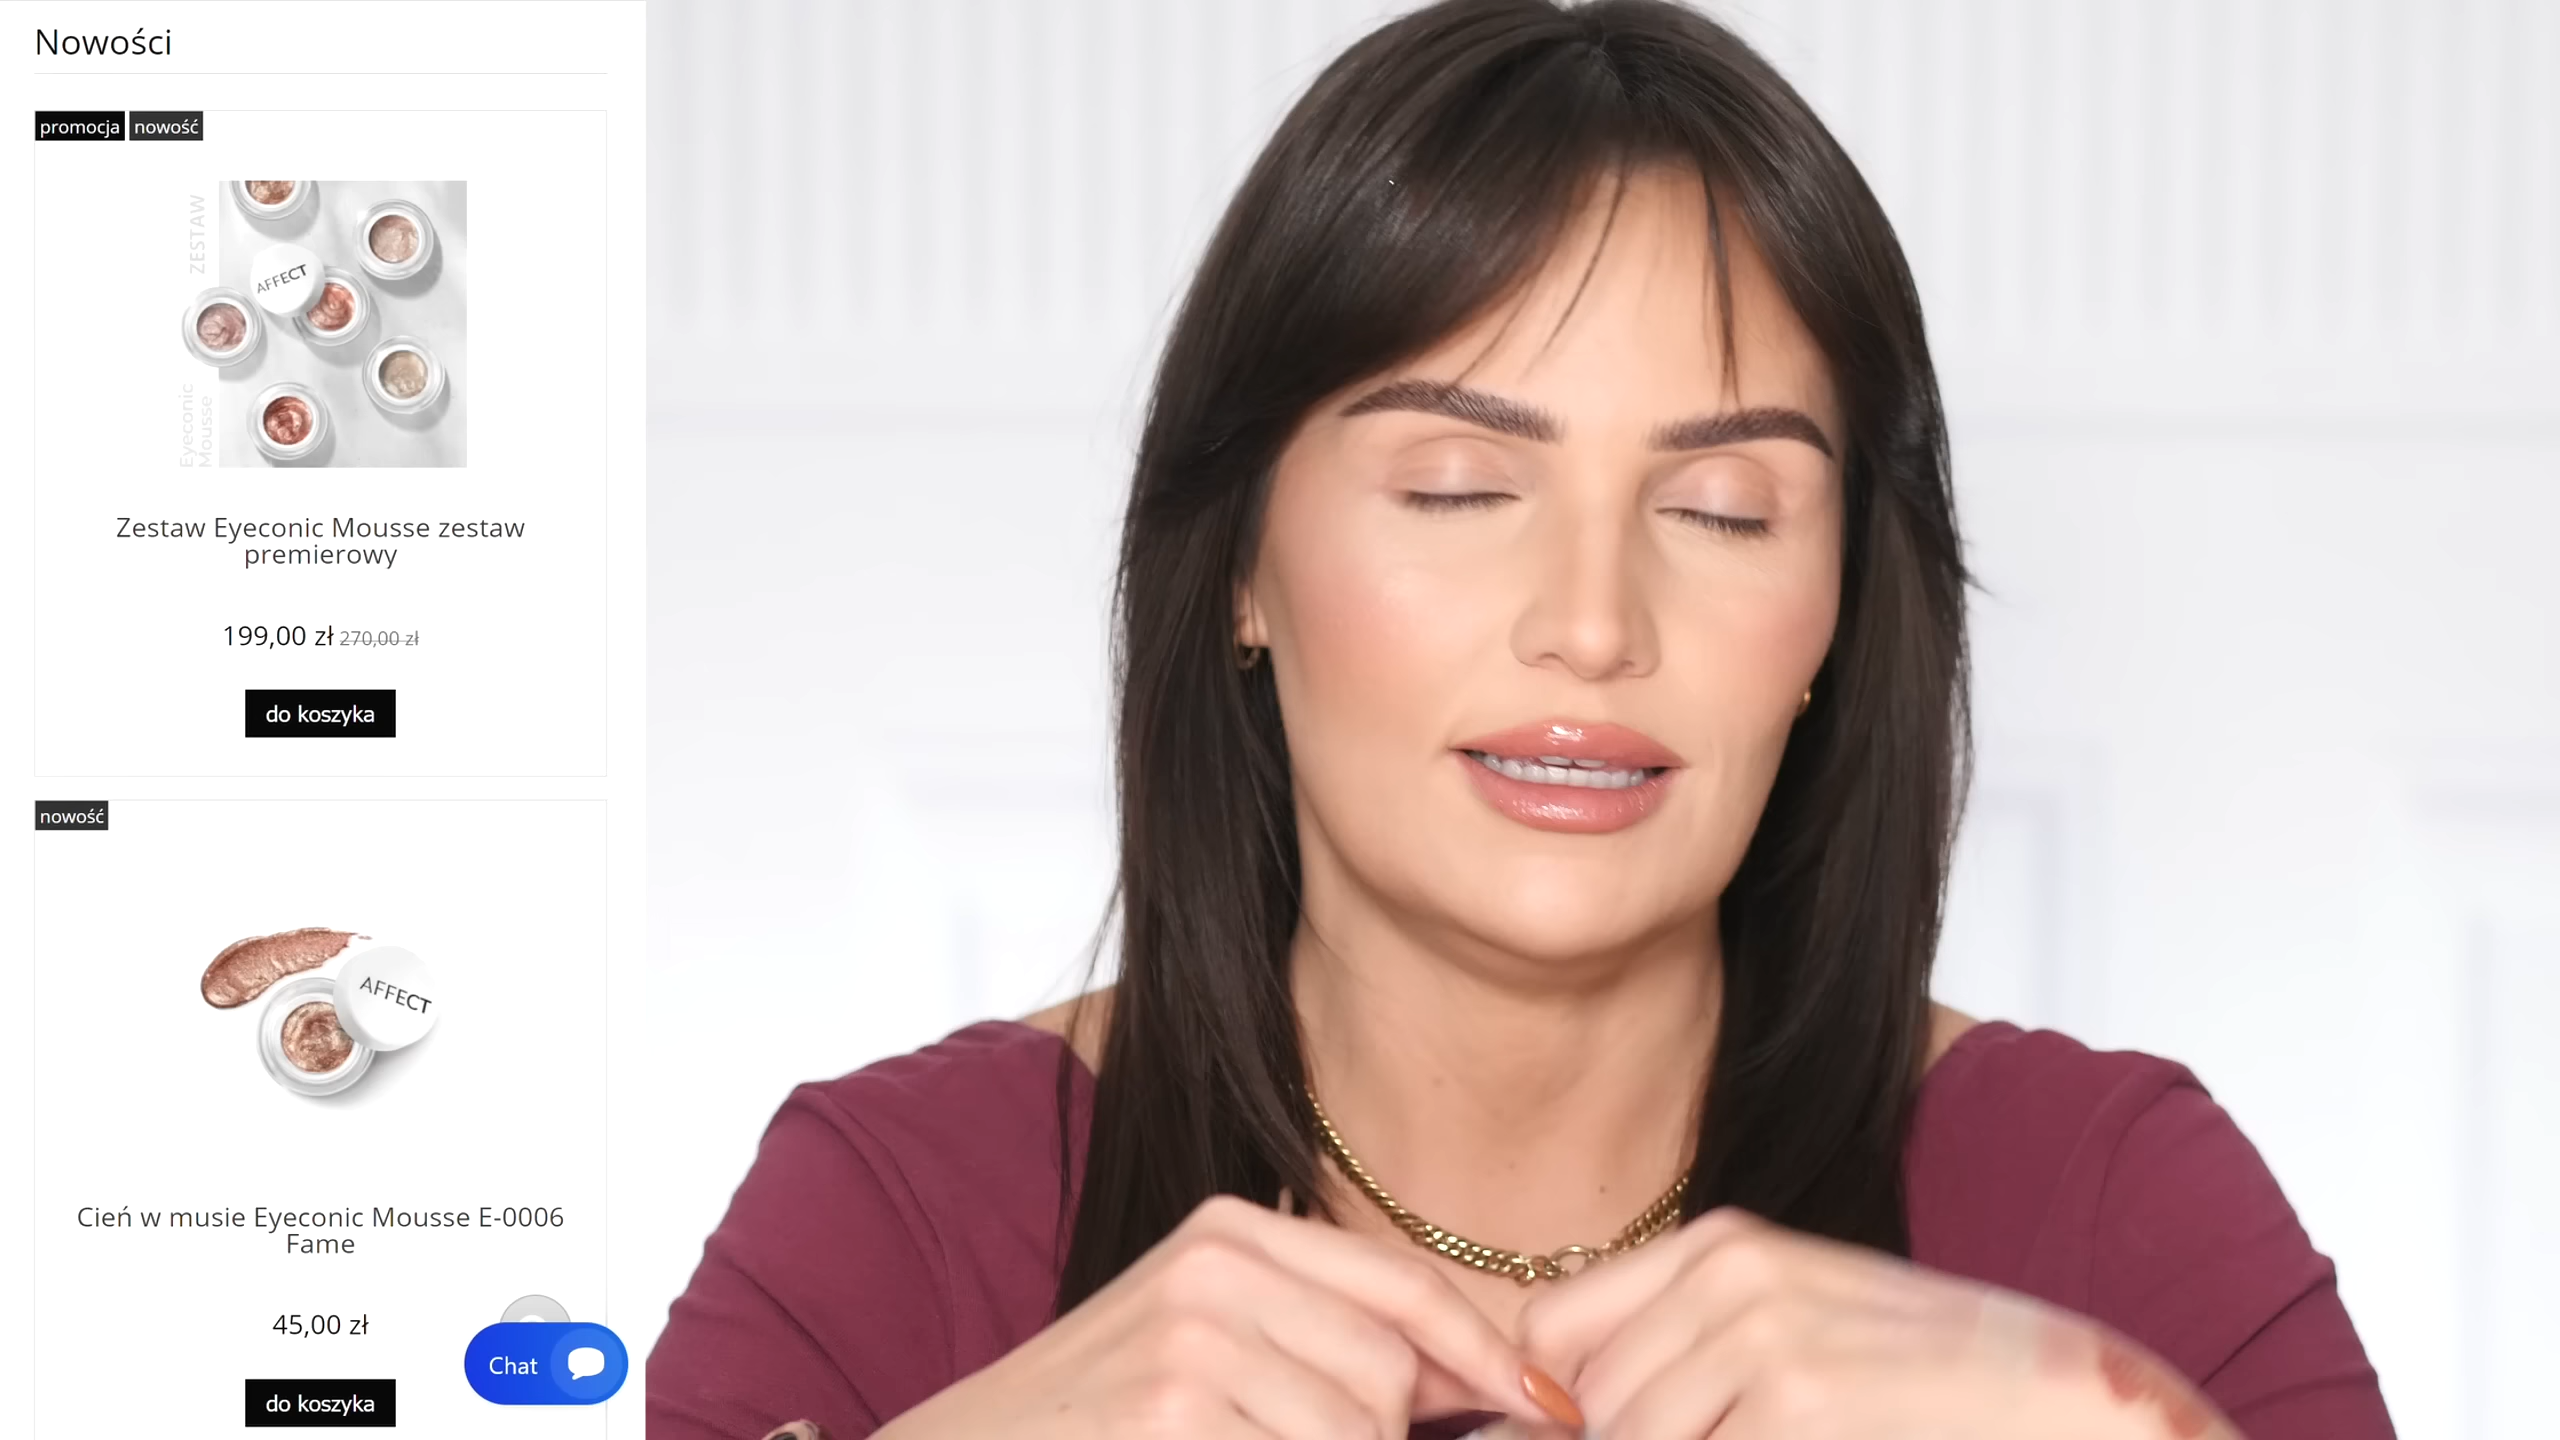 Nowości
promocja nowość
ZESTAW
AFFECT
Eyeconic
Mousse
Zestaw Eyeconic Mousse zestaw
premierowy
199,00 zł 270,00 zł
do koszyka
nowość
AFFECT
Cień w musie Eyeconic Mousse E-0006
Fame
45,00 zł
Chat
do koszyka